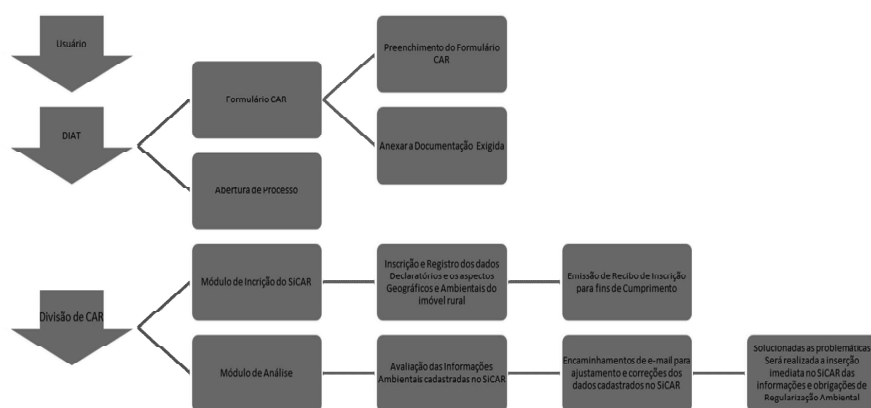 Usuário
Preenchimento do Formulário
CAR
Formulário CAR
DIAT
Anexar a Documentação Exigida
Abertura de Processo
Divisão de CAR
Módulo de Incrição do SiCAR
Inscrição e Registro dos dados
Declaratórios e os aspectos
Geográficos e Ambientais do
imóvel rural
Emissão de Recibo de Inscrição
para fins de Cumprimento
Módulo de Análise
Avaliação das Informações
Ambientais cadastradas no SiCAR
Encaminhamentos de e-mail para
ajustamento e correções dos
dados cadastrados no SiCAR
Solucionadas as problemáticas
Será realizada a inserção
imediata no SiCAR das
informações e obrigações de
Regularização Ambiental